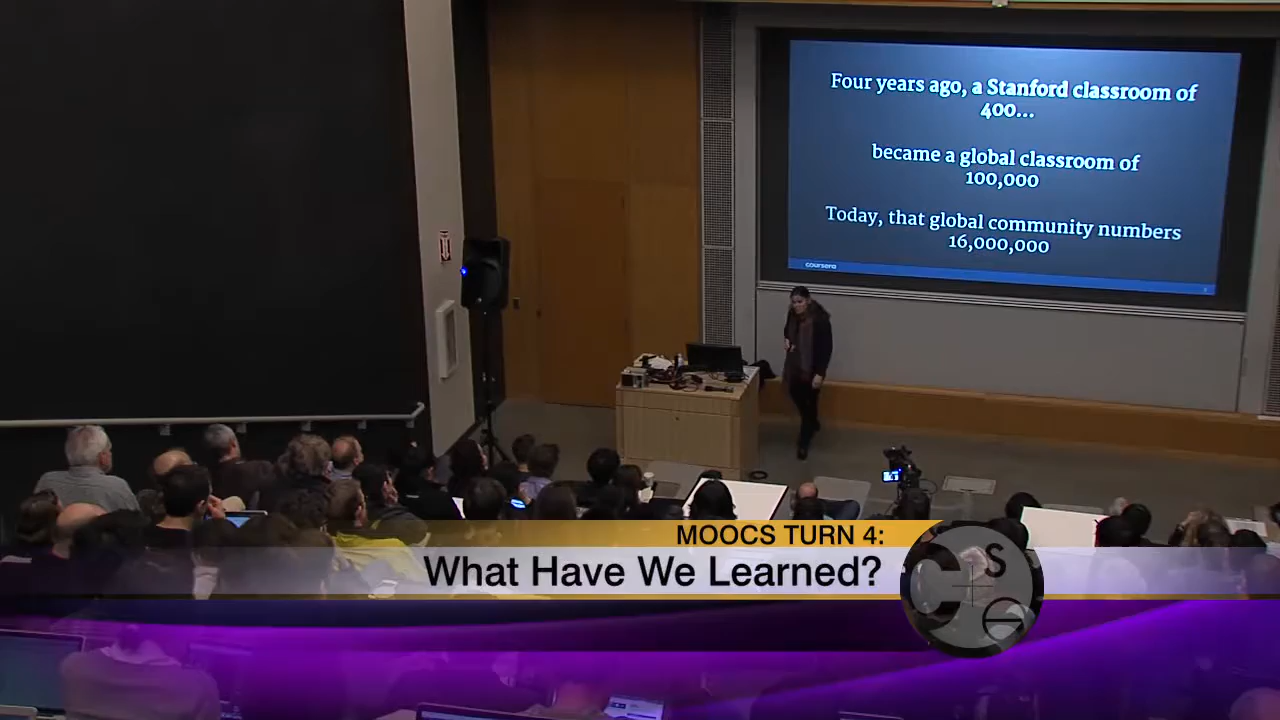 Four years ago, a Stanford classroom of
400...
became a global classroom of
100,000
Today, that global community numbers
16,000,000
coursera
MOOCS TURN 4:
What Have We Learned?
CSE